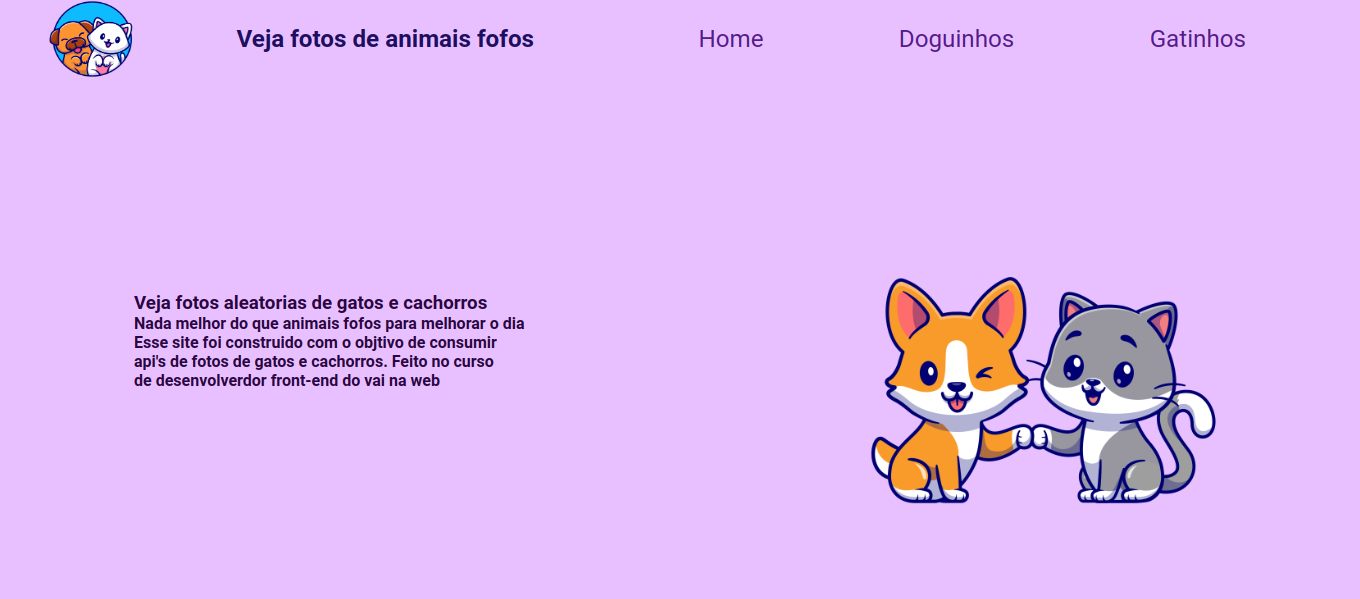 Veja fotos de animais fofos
Home
Doguinhos
Gatinhos
Veja fotos aleatorias de gatos e cachorros
Nada melhor do que animais fofos para melhorar o dia
Esse site foi construido com o objtivo de consumir
api's de fotos de gatos e cachorros. Feito no curso
de desenvolverdor front-end do vai na web